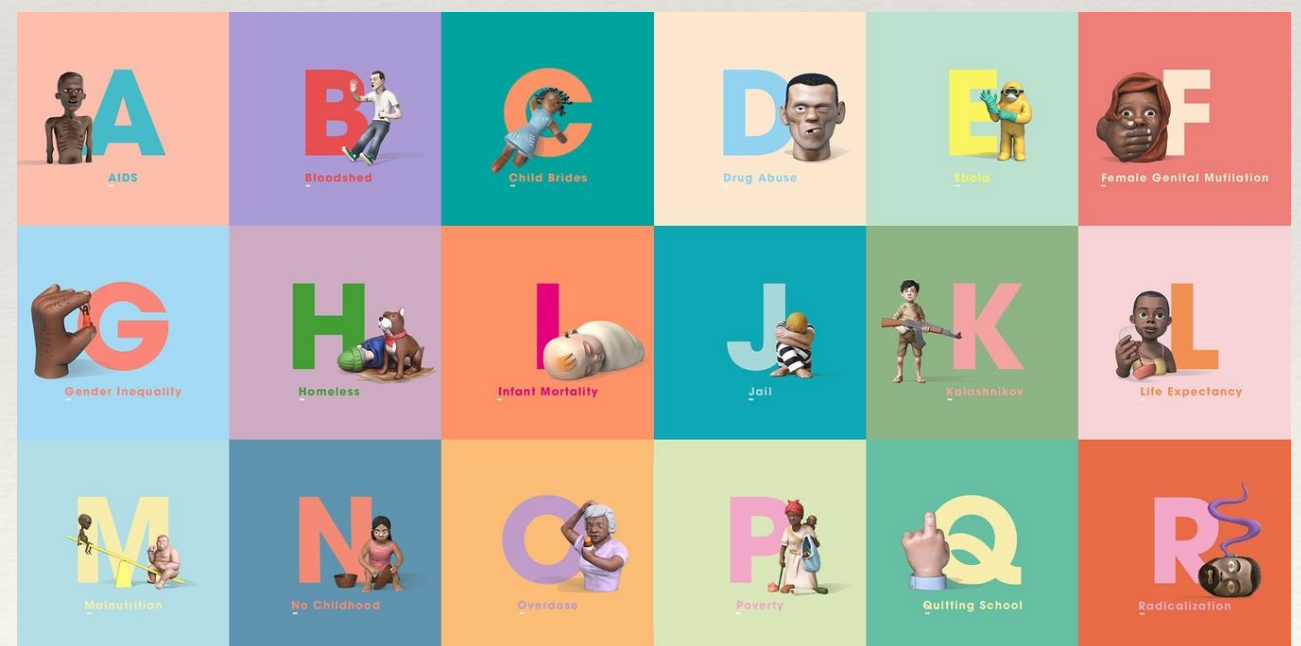 A
AIDS
B
Bloodshed
C
Child Brides
D
Drug Abuse
E
Ebola
F
Female Genital Mutilation
G
Gender Inequality
H
Homeless
I
Infant Mortality
J
Jail
K
Kalashnikov
L
Life Expectancy
M
Malnutrition
N
No Childhood
O
Overdose
P
Poverty
Q
Quitting School
R
Radicalization